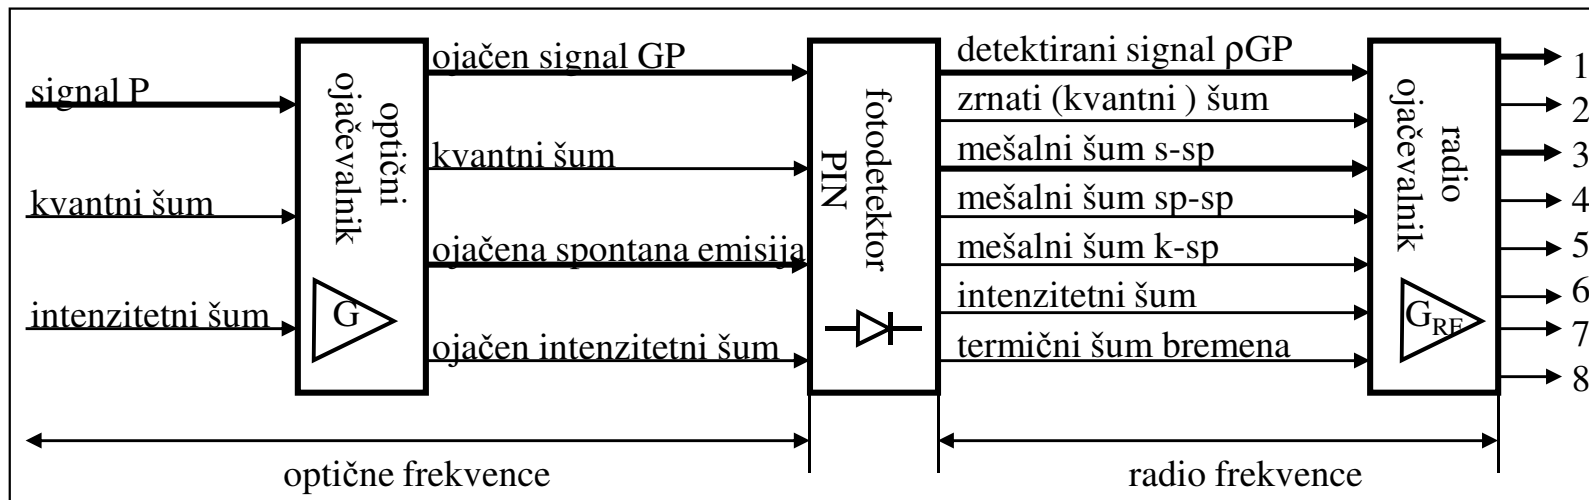 signal P
kvantni šum
intenzitetni šum
optični
ojačevalnik
G
ojačen signal GP
kvantni šum
ojačena spontana emisija
ojačen intenzitetni šum
fotodetektor
PIN
detektirani signal ρGP
zrnati (kvantni ) šum
mešalni šum s-sp
mešalni šum sp-sp
mešalni šum k-sp
intenzitetni šum
termični šum bremena
radio
ojačevalnik
G_RF
1
2
3
4
5
6
7
8
optične frekvence
radio frekvence